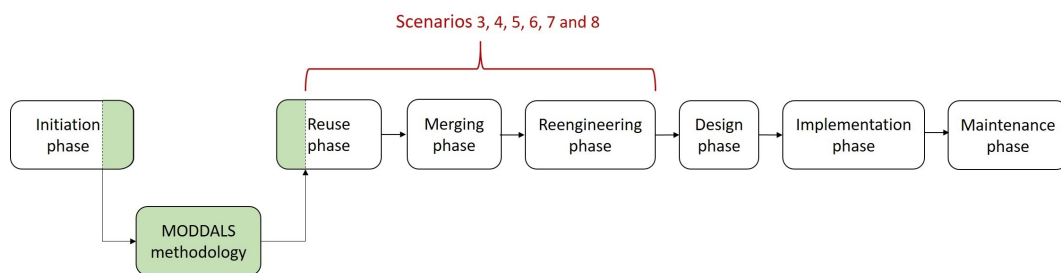 Scenarios 3, 4, 5, 6, 7 and 8
Initiation
phase
Reuse
phase
Merging
phase
Reengineering
phase
Design
phase
Implementation
phase
Maintenance
phase
MODDALS
methodology